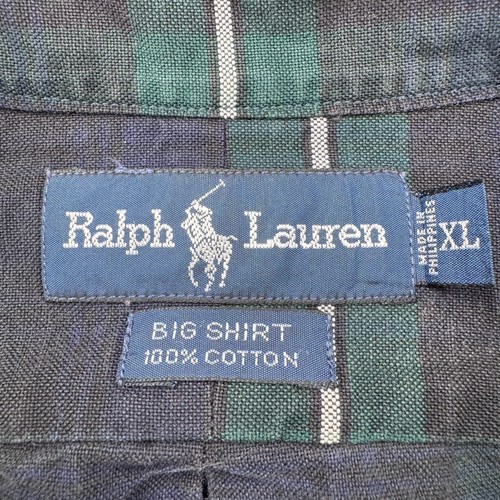 Ralph Lauren
MADE IN
PHILIPPINES
XL
BIG SHIRT
100% COTTON